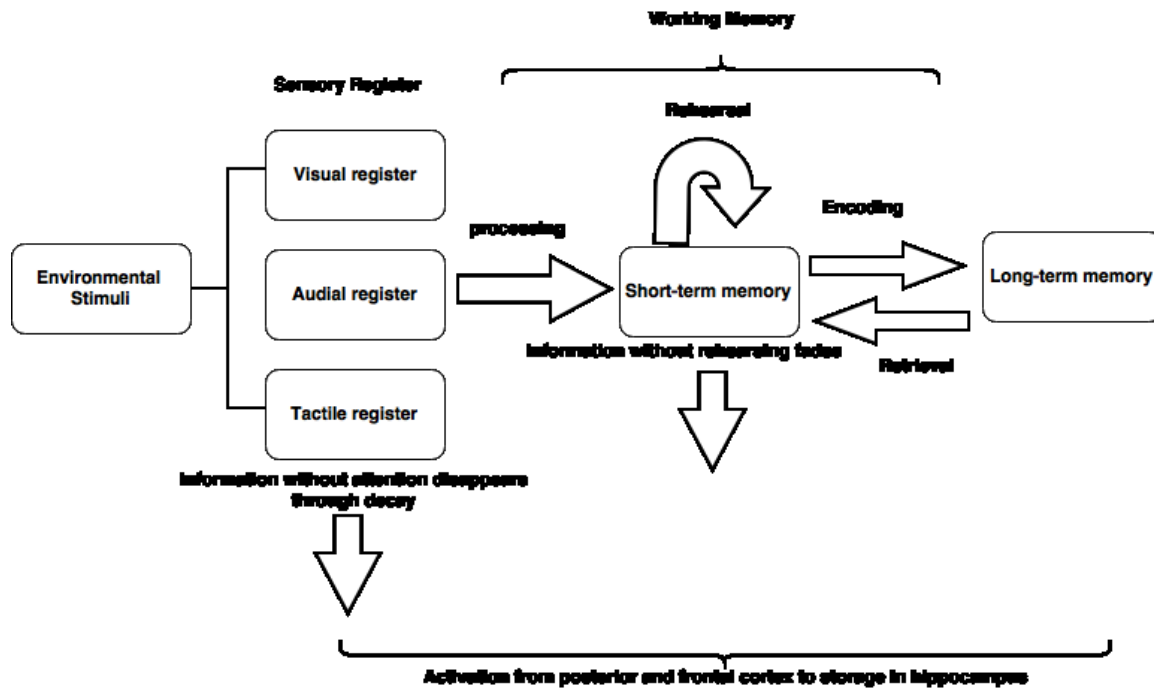 Working Memory
Sensory Register
Rehearsal
Visual register
Encoding
processing
Environmental
Stimuli
Audial register
Short-term memory
Long-term memory
Information without rehearsing fades
Retrieval
Tactile register
Information without attention disappears
through decay
Activation from posterior and frontal cortex to storage in hippocampus